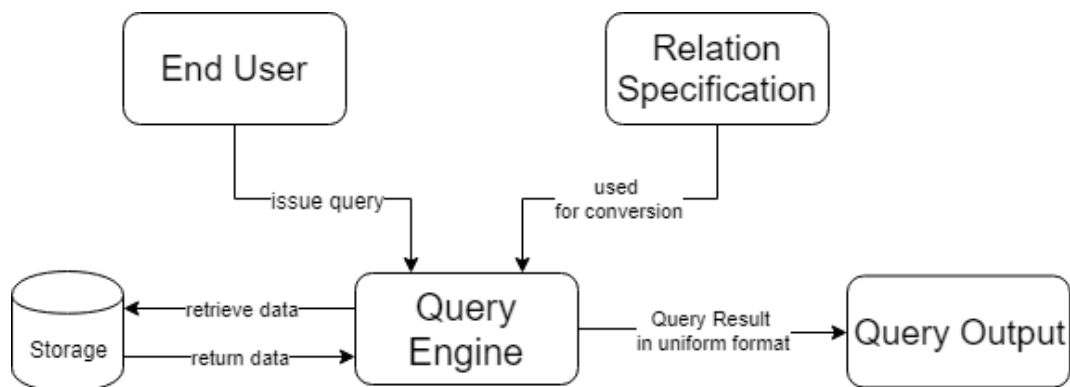 End User
Relation
Specification
issue query
used
for conversion
Storage
retrieve data
return data
Query
Engine
Query Result
in uniform format
Query Output